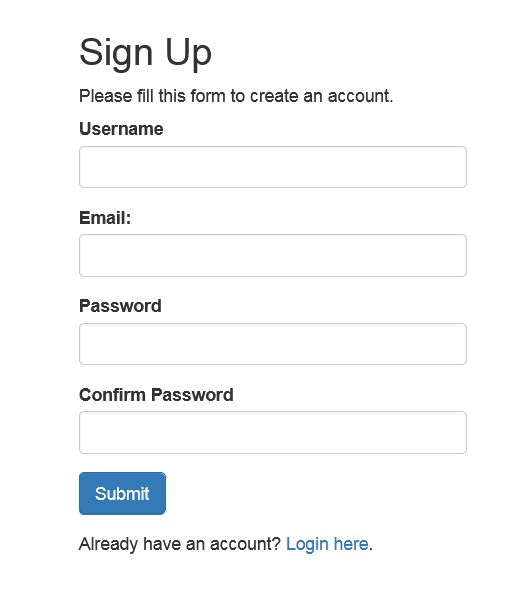 Sign Up
Please fill this form to create an account.
Username
Email:
Password
Confirm Password
Submit
Already have an account? Login here.